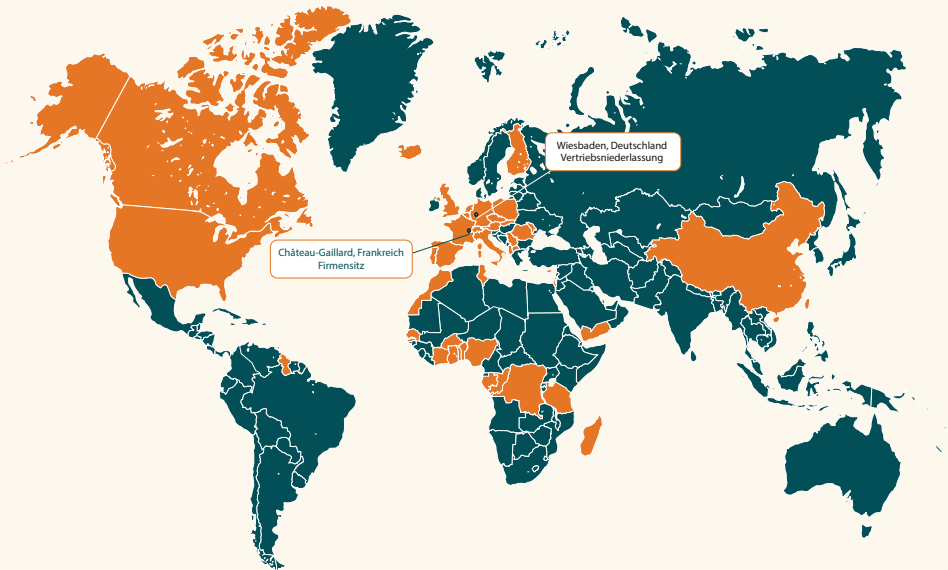 Wiesbaden, Deutschland
Vertriebsniederlassung
Château-Gaillard, Frankreich
Firmensitz